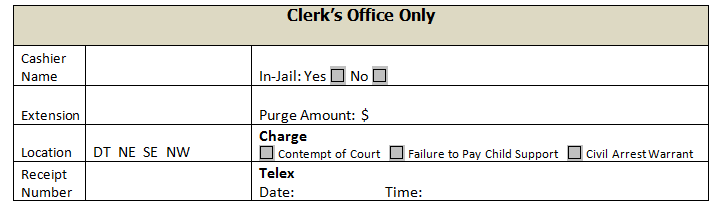 Clerk's Office Only
Cashier
Name
In-Jail: Yes No
Extension
Purge Amount: $
Location
DT NE SE NW
Charge
Contempt of Court Failure to Pay Child Support Civil Arrest Warrant
Receipt
Number
Telex
Date: Time: